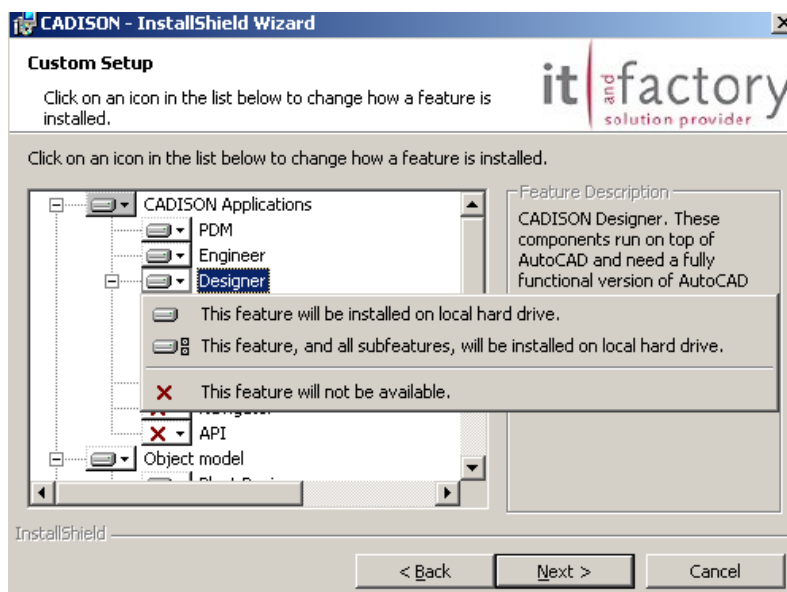 CADISON - InstallShield Wizard
Custom Setup
Click on an icon in the list below to change how a feature is
installed.
it and factory
solution provider
Click on an icon in the list below to change how a feature is installed.
CADISON Applications
PDM
Engineer
Designer
This feature will be installed on local hard drive.
This feature, and all subfeatures, will be installed on local hard drive.
This feature will not be available.
API
Object model
Feature Description
CADISON Designer. These
components run on top of
AutoCAD and need a fully
functional version of AutoCAD
InstallShield
< Back
Next >
Cancel